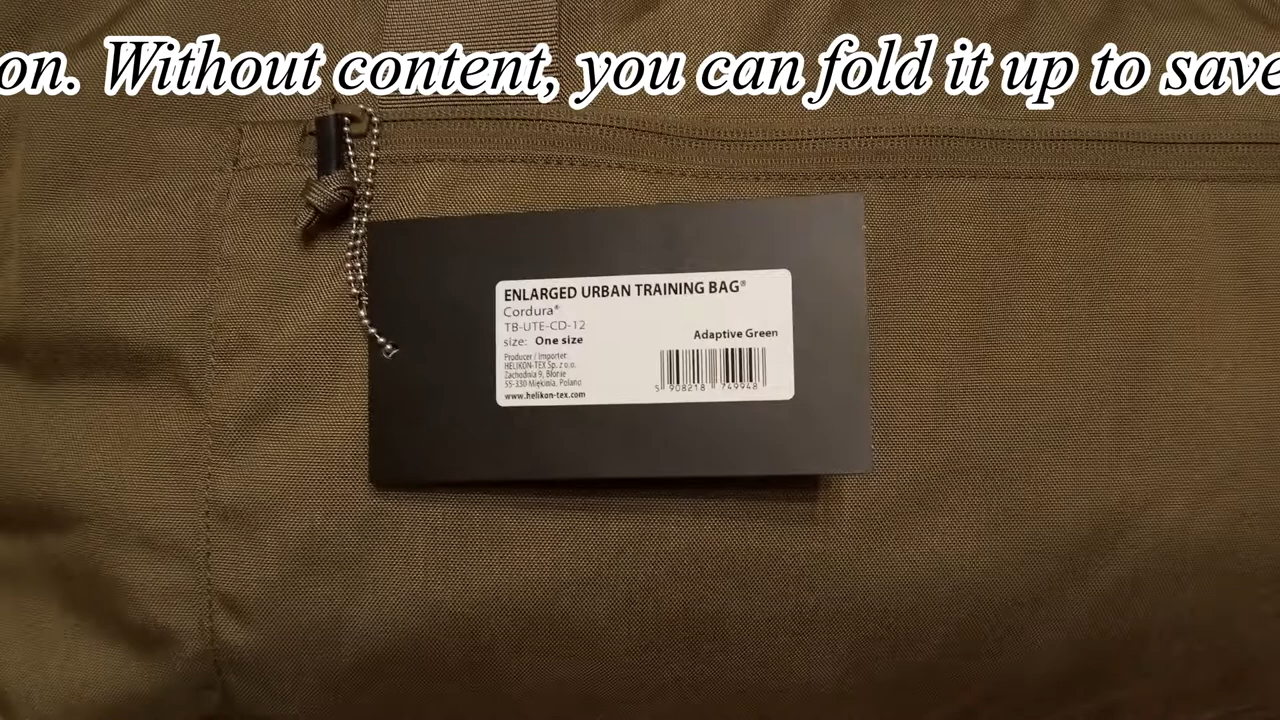 on. Without content, you can fold it up to save
ENLARGED URBAN TRAINING BAG®
Cordura®
TB-UTE-CD-12
Adaptive Green
size: One size
Producer / Importer:
HELIKON-TEX Sp. z o.o.
Zachodnia 9, Błonie
55-330 Miękinia, Poland
www.helikon-tex.com
5 908218 749948